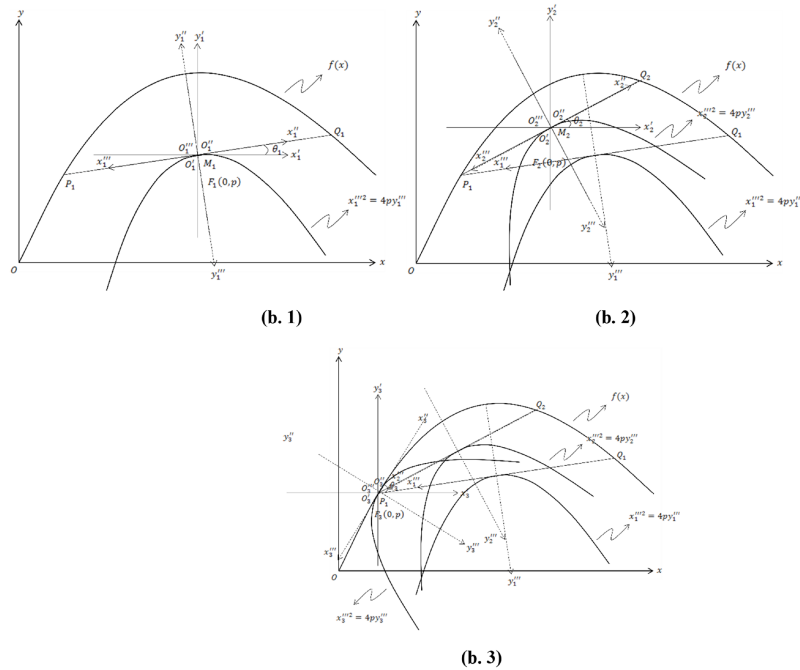 y
y₁″
y₁′
f(x)
Q₁
x₁″
O₁‴
O₁″
θ₁
x₁′
x₁‴
O₁′
M₁
P₁
F₁(0,p)
x₁‴² = 4py₁‴
O
x
y₁‴
(b. 1)
y
y₂″
y₂′
f(x)
Q₂
x₂″
O₂″
O₂‴
θ₂
x₂‴² = 4py₂‴
x₂′
M₂
Q₁
O₂′
x₂‴
x₁‴
F₂(0,p)
P₁
x₁‴² = 4py₁‴
y₂‴
O
x
y₁‴
(b. 2)
y
y₃′
f(x)
x₃″
Q₂
y₃″
x₂‴² = 4py₂‴
Q₁
O₃″
x₂‴
x₁‴
O₃‴
O₃′
P₁
x₃
F₃(0,p)
x₁‴² = 4py₁‴
y₂‴
y₃‴
x₃‴
O
x
y₁‴
x₃‴² = 4py₃‴
(b. 3)